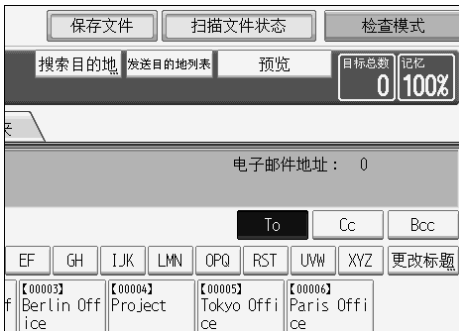 保存文件 扫描文件状态 检查模式
搜索目的地 发送目的地列表 预览 目标总数 0 记忆 100%
电子邮件地址： 0
To Cc Bcc
EF GH IJK LMN OPQ RST UVW XYZ 更改标题
[00003] [00004] [00005] [00006]
f Berlin Off Project Tokyo Offi Paris Offi
ice ce ce